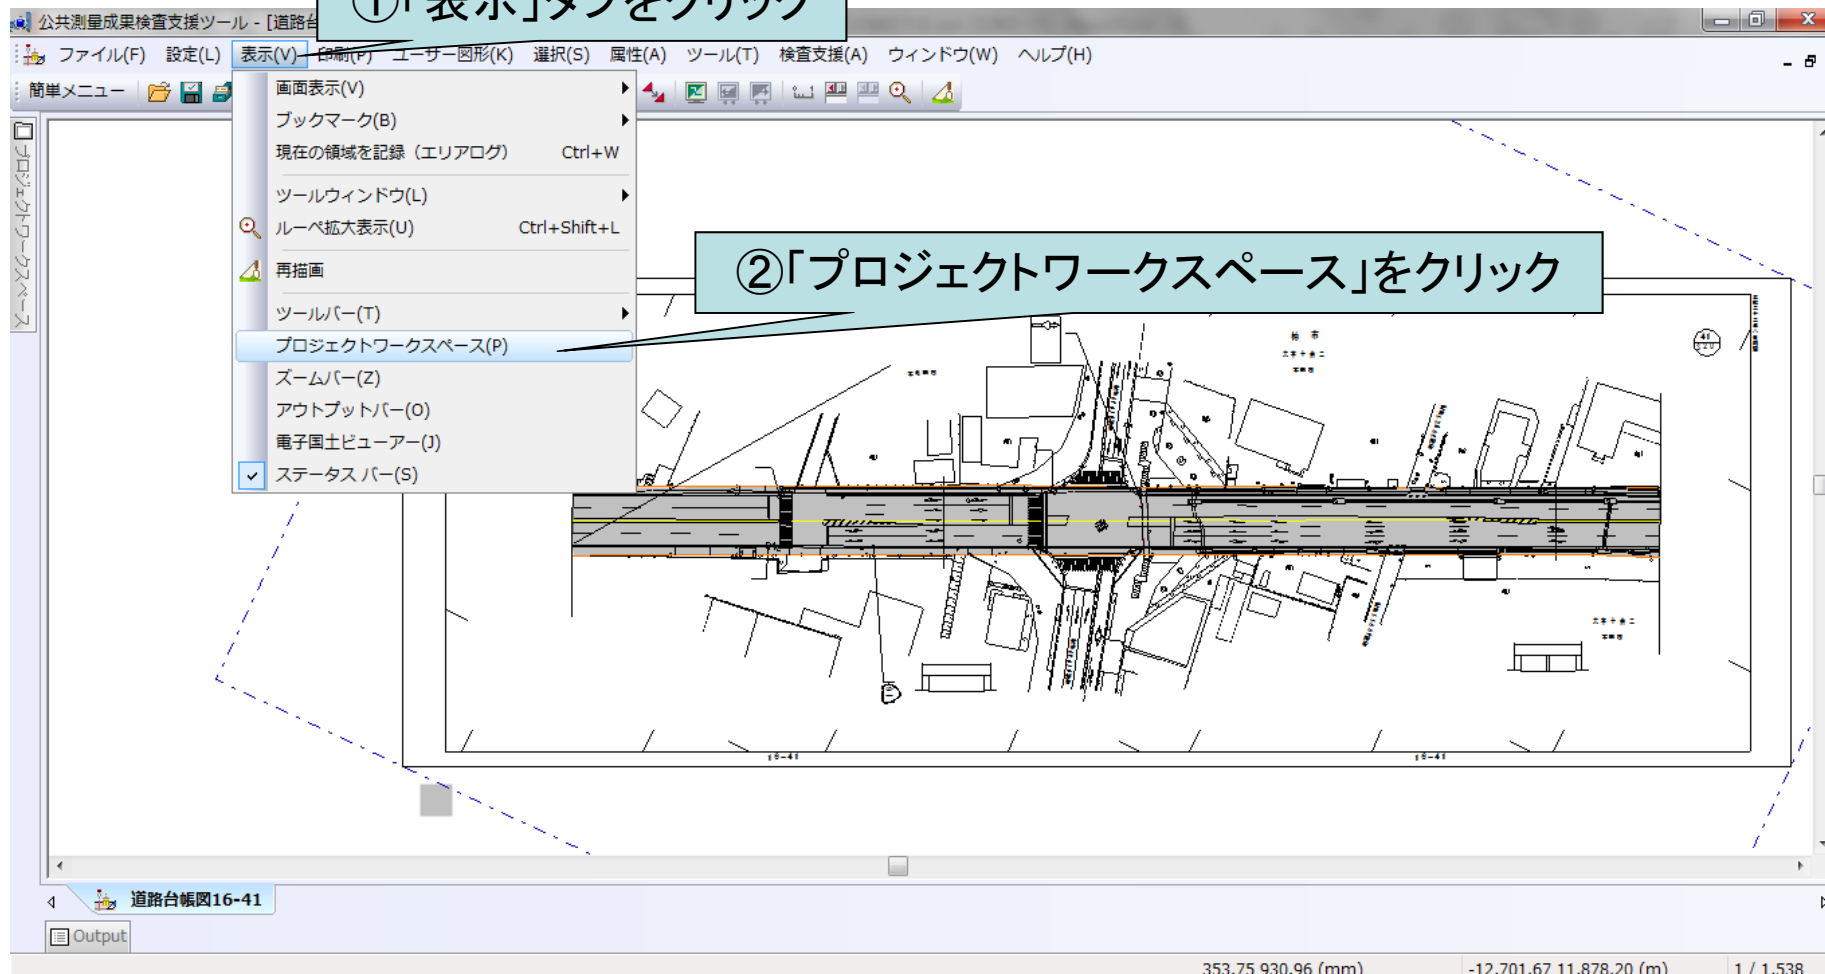 ①「表示」タブをクリック
公共測量成果検査支援ツール - [道路台
ファイル(F) 設定(L) 表示(V) 印刷(P) ユーザー図形(K) 選択(S) 属性(A) ツール(T) 検査支援(A) ウィンドウ(W) ヘルプ(H)
簡単メニュー
画面表示(V)
ブックマーク(B)
現在の領域を記録（エリアログ） Ctrl+W
ツールウィンドウ(L)
ルーペ拡大表示(U) Ctrl+Shift+L
再描画
ツールバー(T)
プロジェクトワークスペース(P)
ズームバー(Z)
アウトプットバー(O)
電子国土ビューアー(J)
ステータス バー(S)
プロジェクトワークスペース
②「プロジェクトワークスペース」をクリック
柏 市
41
16-41
16-41
道路台帳図16-41
Output
353.75 930.96 (mm) -12,701.67 11,878.20 (m) 1 / 1,538